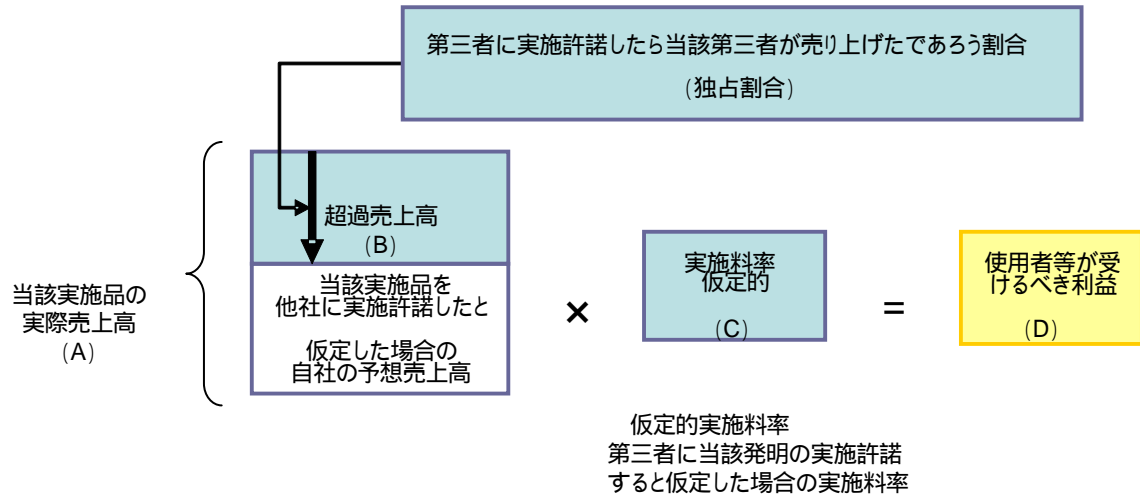 第三者に実施許諾したら当該第三者が売り上げたであろう割合
(独占割合)
超過売上高
(B)
当該実施品を
他社に実施許諾したと
仮定した場合の
自社の予想売上高
当該実施品の
実際売上高
(A)
×
実施料率
仮定的
(C)
=
使用者等が受
けるべき利益
(D)
仮定的実施料率
第三者に当該発明の実施許諾
すると仮定した場合の実施料率